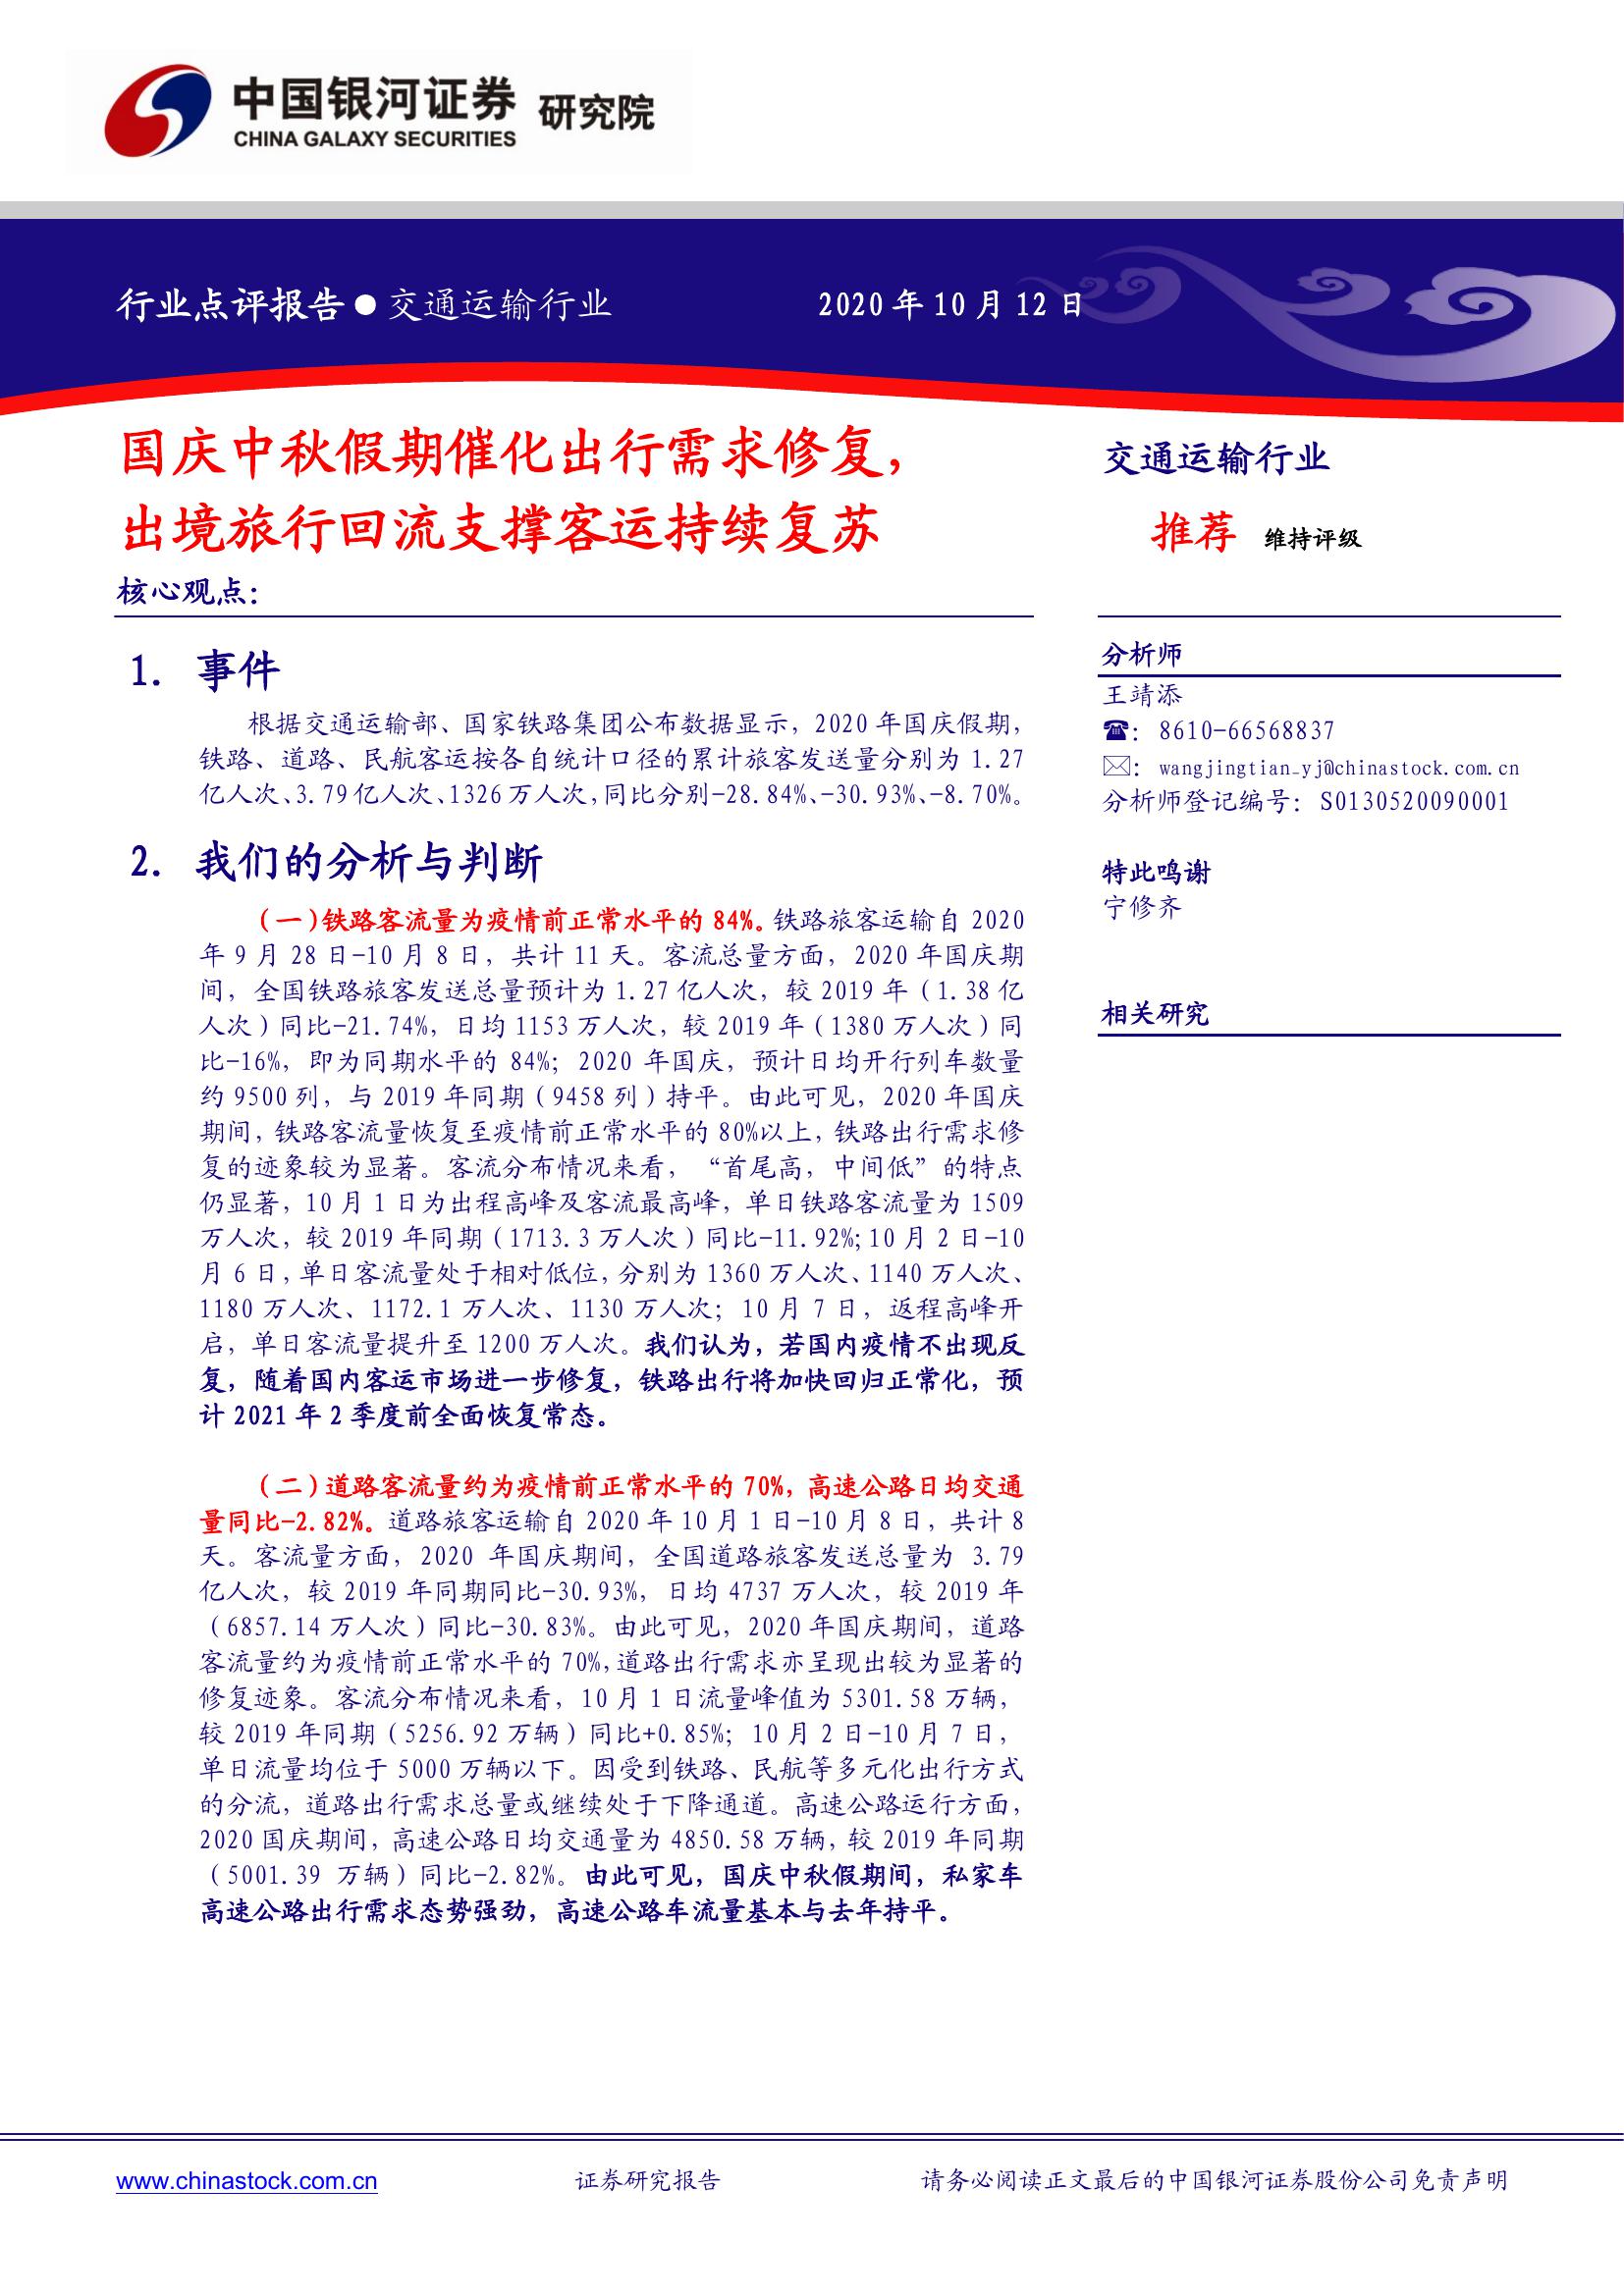 中国银河证券 研究院
CHINA GALAXY SECURITIES
行业点评报告●交通运输行业
2020 年 10 月 12 日
国庆中秋假期催化出行需求修复，
出境旅行回流支撑客运持续复苏
核心观点：
1. 事件
根据交通运输部、国家铁路集团公布数据显示，2020 年国庆假期，
铁路、道路、民航客运按各自统计口径的累计旅客发送量分别为 1.27
亿人次、3.79 亿人次、1326 万人次，同比分别-28.84%、-30.93%、-8.70%。
2. 我们的分析与判断
（一）铁路客流量为疫情前正常水平的 84%。铁路旅客运输自 2020
年 9 月 28 日-10 月 8 日，共计 11 天。客流总量方面，2020 年国庆期
间，全国铁路旅客发送总量预计为 1.27 亿人次，较 2019 年（1.38 亿
人次）同比-21.74%，日均 1153 万人次，较 2019 年（1380 万人次）同
比-16%，即为同期水平的 84%；2020 年国庆，预计日均开行列车数量
约 9500 列，与 2019 年同期（9458 列）持平。由此可见，2020 年国庆
期间，铁路客流量恢复至疫情前正常水平的 80%以上，铁路出行需求修
复的迹象较为显著。客流分布情况来看，“首尾高，中间低”的特点
仍显著，10 月 1 日为出程高峰及客流最高峰，单日铁路客流量为 1509
万人次，较 2019 年同期（1713.3 万人次）同比-11.92%；10 月 2 日-10
月 6 日，单日客流量处于相对低位，分别为 1360 万人次、1140 万人次、
1180 万人次、1172.1 万人次、1130 万人次；10 月 7 日，返程高峰开
启，单日客流量提升至 1200 万人次。我们认为，若国内疫情不出现反
复，随着国内客运市场进一步修复，铁路出行将加快回归正常化，预
计 2021 年 2 季度前全面恢复常态。
（二）道路客流量约为疫情前正常水平的 70%，高速公路日均交通
量同比-2.82%。道路旅客运输自 2020 年 10 月 1 日-10 月 8 日，共计 8
天。客流量方面，2020 年国庆期间，全国道路旅客发送总量为 3.79
亿人次，较 2019 年同期同比-30.93%，日均 4737 万人次，较 2019 年
（6857.14 万人次）同比-30.83%。由此可见，2020 年国庆期间，道路
客流量约为疫情前正常水平的 70%，道路出行需求亦呈现出较为显著的
修复迹象。客流分布情况来看，10 月 1 日流量峰值为 5301.58 万辆，
较 2019 年同期（5256.92 万辆）同比+0.85%；10 月 2 日-10 月 7 日，
单日流量均位于 5000 万辆以下。因受到铁路、民航等多元化出行方式
的分流，道路出行需求总量或继续处于下降通道。高速公路运行方面，
2020 国庆期间，高速公路日均交通量为 4850.58 万辆，较 2019 年同期
（5001.39 万辆）同比-2.82%。由此可见，国庆中秋假期间，私家车
高速公路出行需求态势强劲，高速公路车流量基本与去年持平。
交通运输行业
推荐 维持评级
分析师
王靖添
☎：8610-66568837
✉：wangjingtian_yj@chinastock.com.cn
分析师登记编号：S0130520090001
特此鸣谢
宁修齐
相关研究
www.chinastock.com.cn
证券研究报告
请务必阅读正文最后的中国银河证券股份公司免责声明